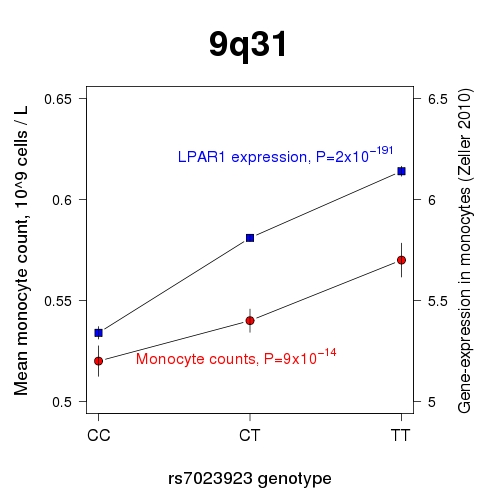 9q31
Mean monocyte count, 10^9 cells / L
0.65
0.6
0.55
0.5
LPAR1 expression, P=2x10⁻¹⁹¹
Monocyte counts, P=9x10⁻¹⁴
6.5
6
5.5
5
Gene-expression in monocytes (Zeller 2010)
CC CT TT
rs7023923 genotype